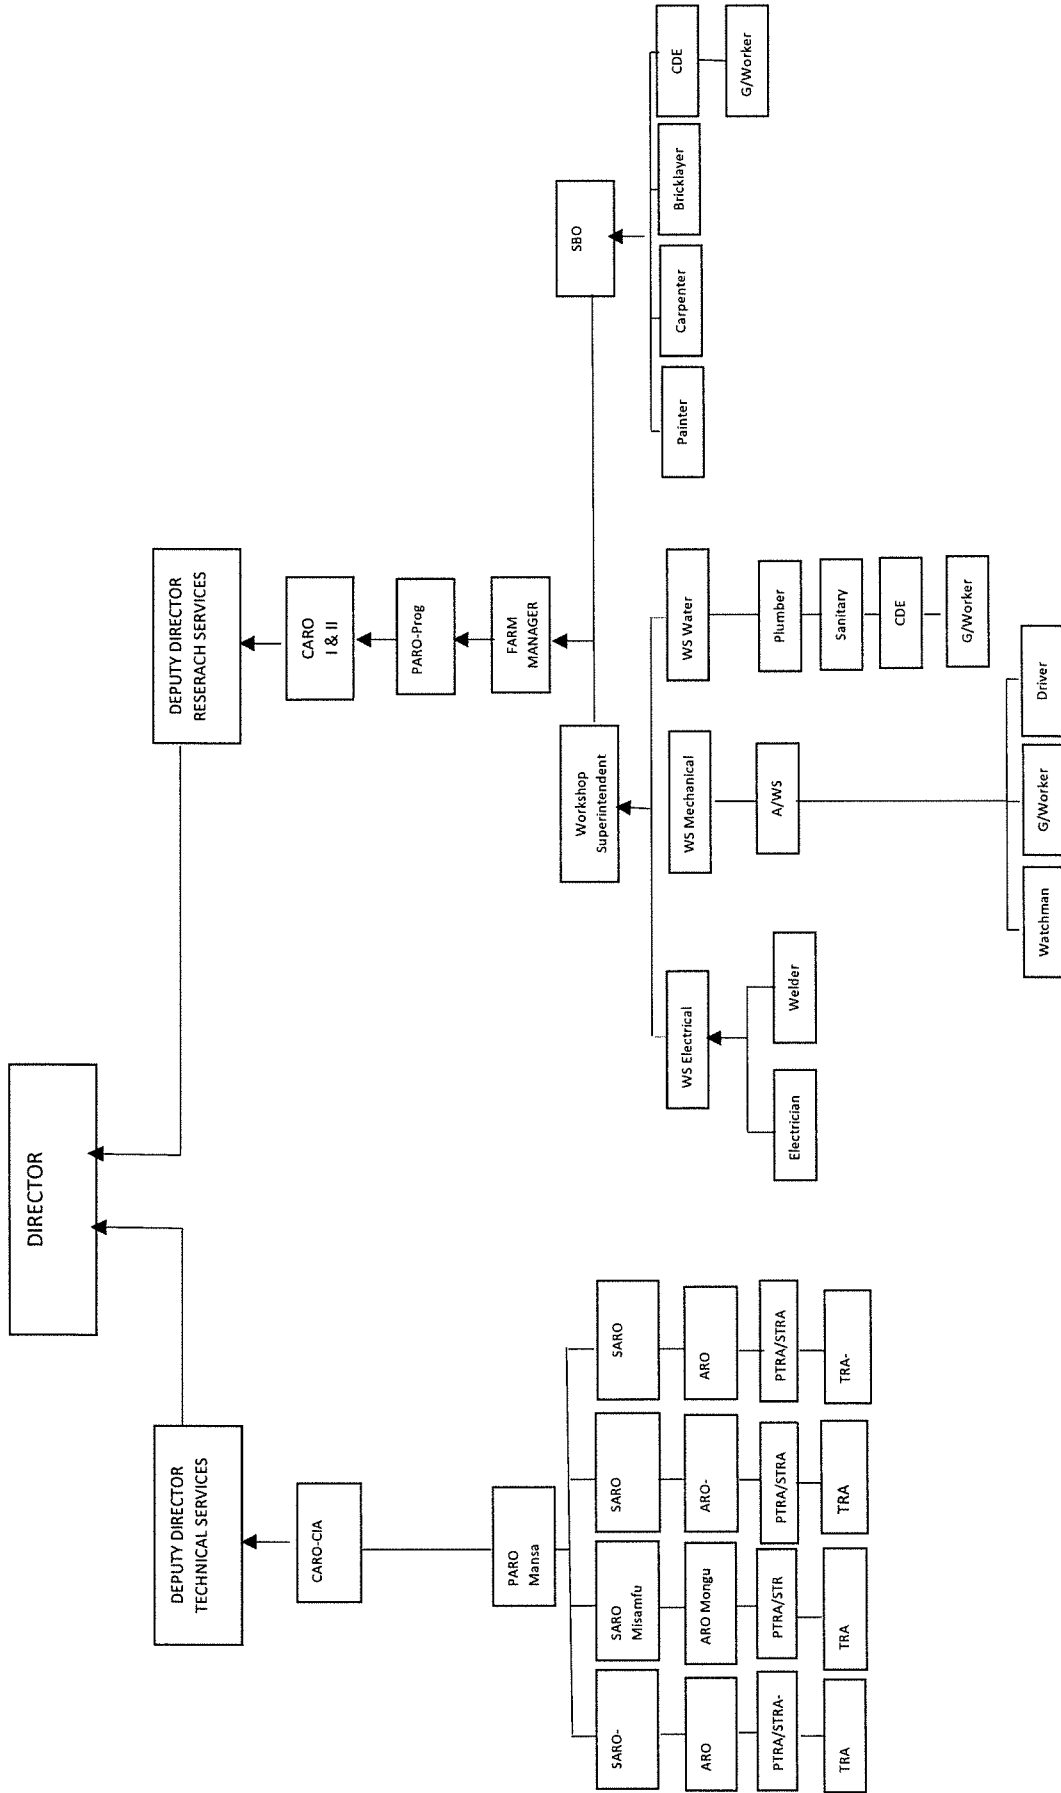 DIRECTOR
DEPUTY DIRECTOR
TECHNICAL SERVICES
DEPUTY DIRECTOR
RESERACH SERVICES
CARO-CIA
CARO
I & II
PARO-Prog
PARO
Mansa
FARM
MANAGER
Workshop
Superintendent
SBO
SARO-
SARO
Misamfu
SARO
SARO
ARO
ARO Mongu
ARO-
ARO
PTRA/STRA-
PTRA/STR
PTRA/STRA
PTRA/STRA
TRA
TRA
TRA
TRA-
WS Electrical
WS Mechanical
WS Water
Electrician
Welder
A/WS
Plumber
Sanitary
CDE
G/Worker
Watchman
G/Worker
Driver
Painter
Carpenter
Bricklayer
CDE
G/Worker